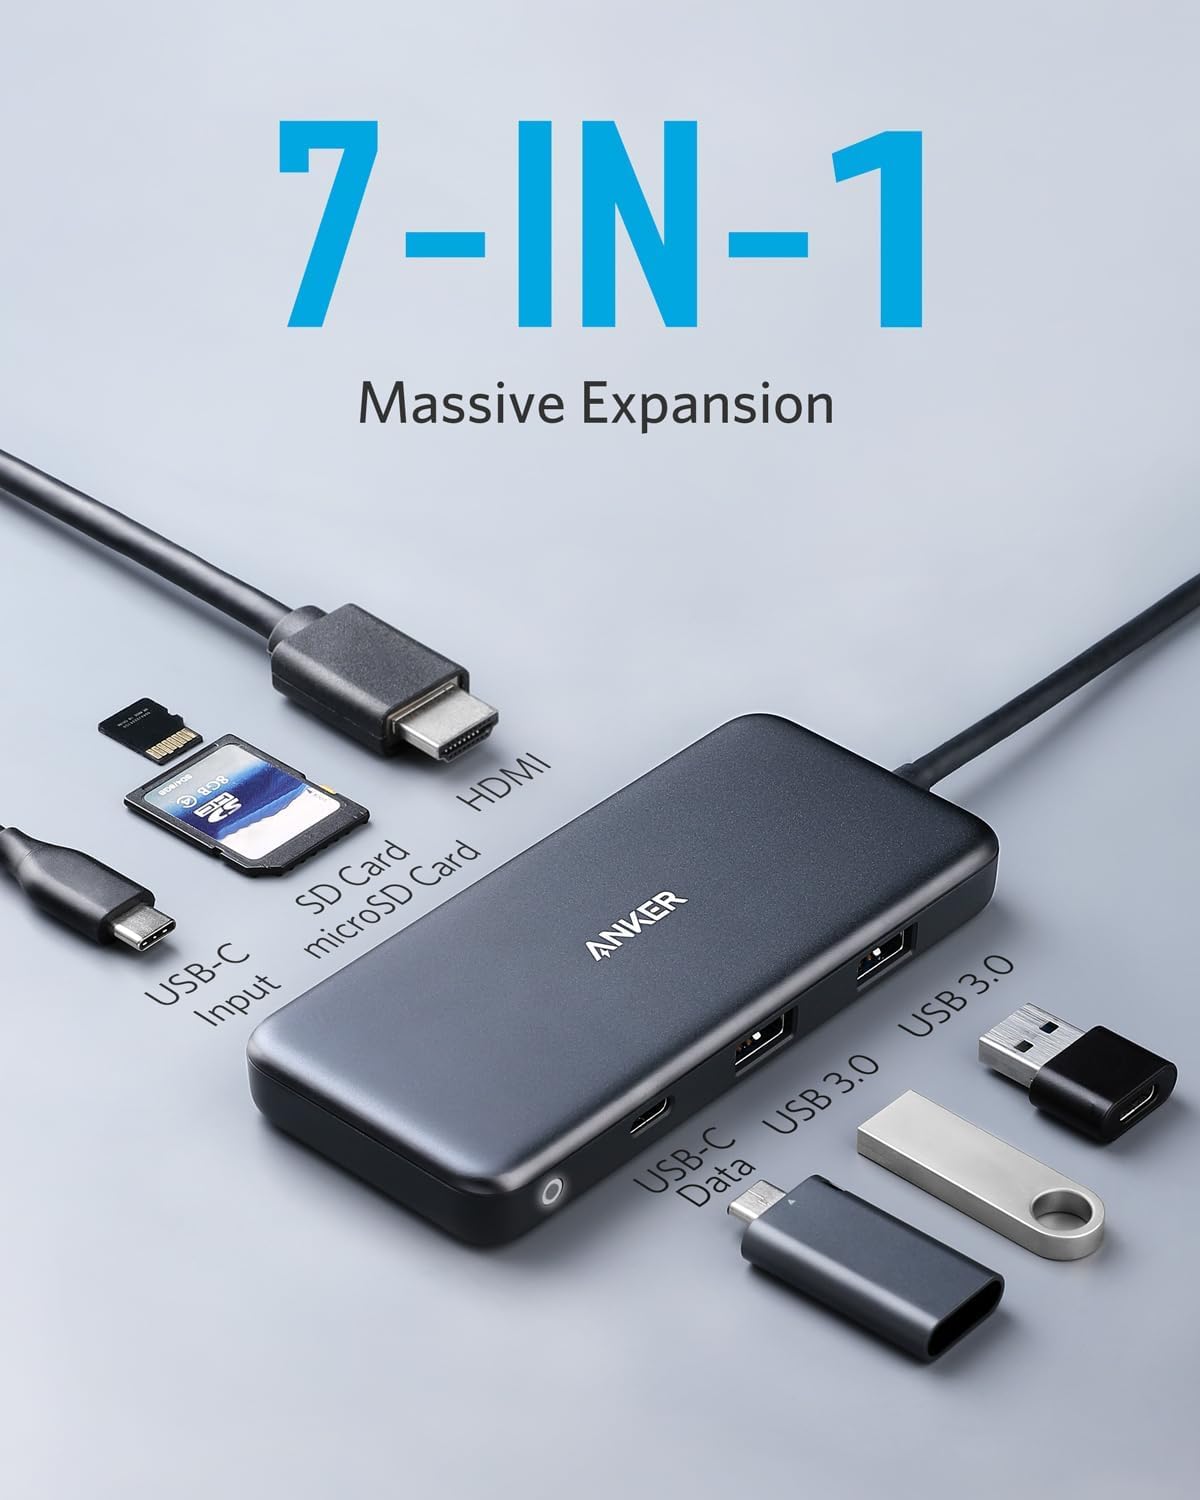 7-IN-1
Massive Expansion
HDMI
SD Card
microSD Card
USB-C
Input
ANKER
USB 3.0
USB 3.0
USB-C
Data
8GB
SD